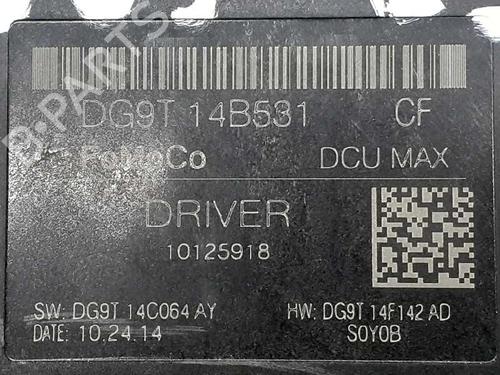 DG9T 14B531 CF
FoMoCo DCU MAX
DRIVER
10125918
SW: DG9T 14C064 AY HW: DG9T 14F142 AD
DATE: 10.24.14 S0Y0B
B-PARTS